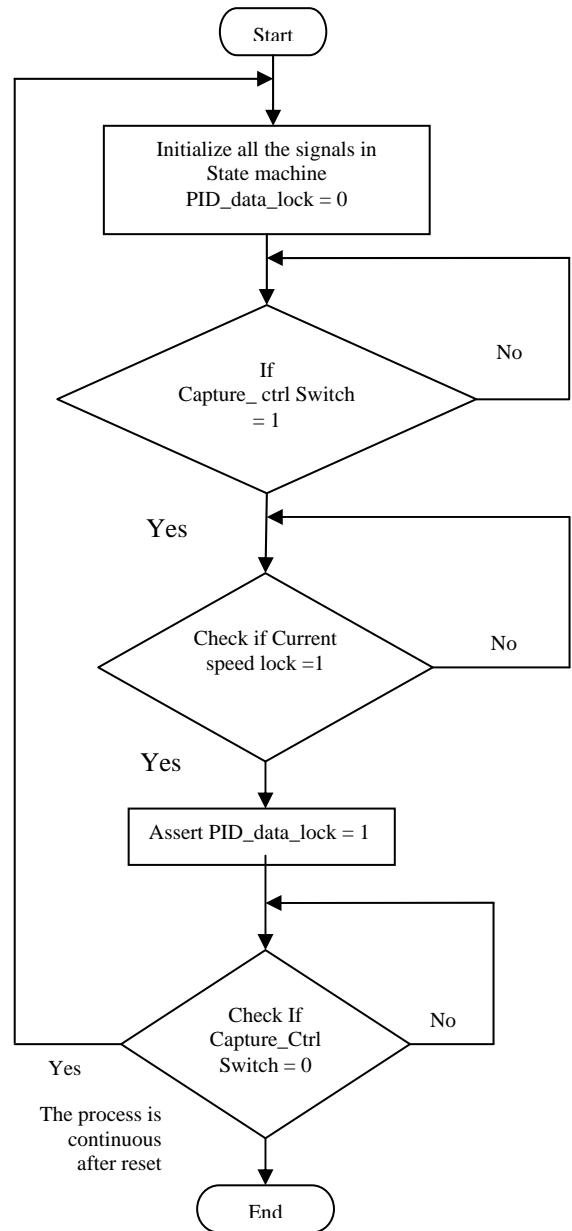 Start
Initialize all the signals in
State machine
PID_data_lock = 0
If
Capture_ ctrl Switch
= 1
No
Yes
Check if Current
speed lock =1
No
Yes
Assert PID_data_lock = 1
Check If
Capture_Ctrl
Switch = 0
No
Yes
The process is
continuous
after reset
End